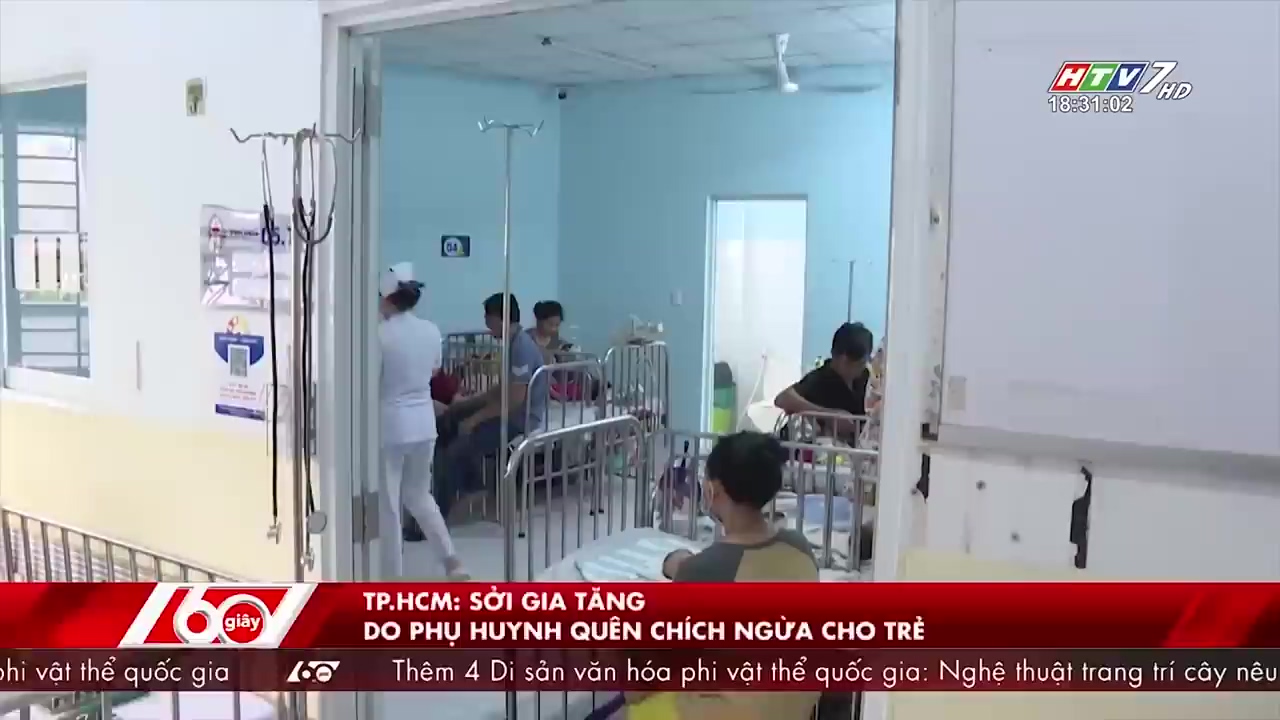 HTV7 HD
18:31:02
04
05.
60 giây
TP.HCM: SỞI GIA TĂNG
DO PHỤ HUYNH QUÊN CHÍCH NGỪA CHO TRẺ
phi vật thể quốc gia 60 Thêm 4 Di sản văn hóa phi vật thể quốc gia: Nghệ thuật trang trí cây nêu